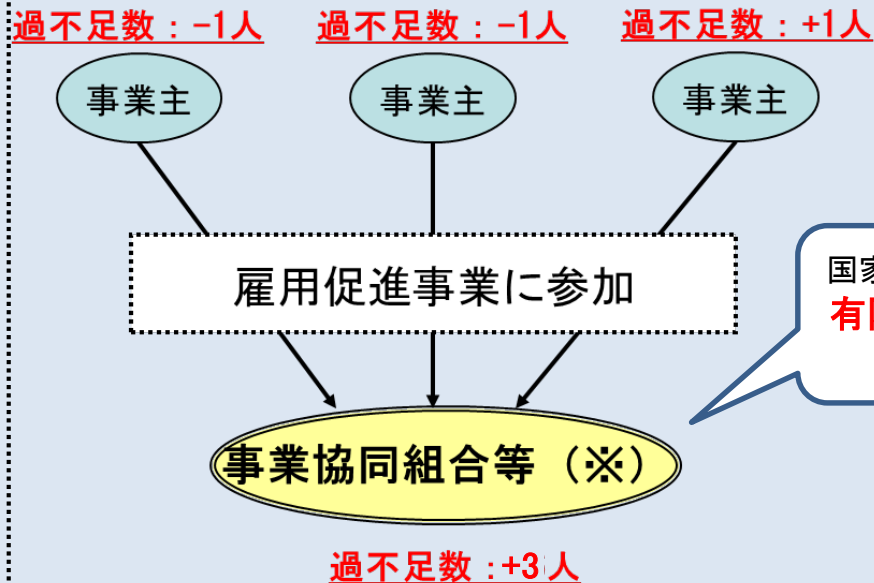 過不足数：-1人 過不足数：-1人 過不足数：+1人
事業主 事業主 事業主
雇用促進事業に参加
国家
有
事業協同組合等（※）
過不足数：+3人